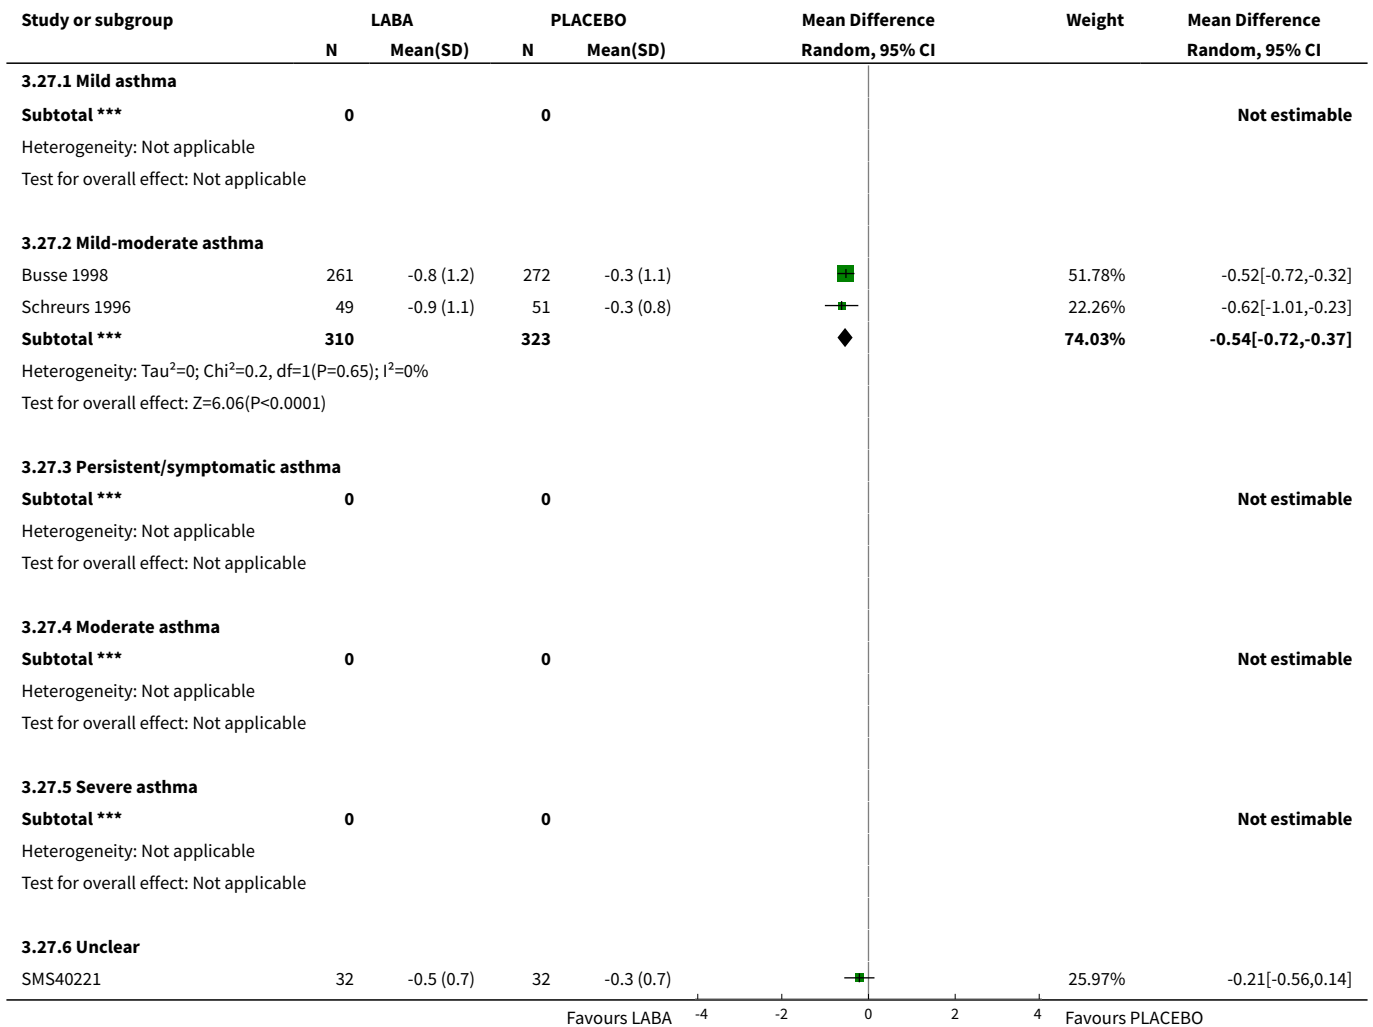 Study or subgroup LABA PLACEBO Mean Difference Weight Mean Difference
N Mean(SD) N Mean(SD) Random, 95% CI Random, 95% CI
3.27.1 Mild asthma
Subtotal *** 0 0 Not estimable
Heterogeneity: Not applicable
Test for overall effect: Not applicable
3.27.2 Mild-moderate asthma
Busse 1998 261 -0.8 (1.2) 272 -0.3 (1.1) 51.78% -0.52[-0.72,-0.32]
Schreurs 1996 49 -0.9 (1.1) 51 -0.3 (0.8) 22.26% -0.62[-1.01,-0.23]
Subtotal *** 310 323 74.03% -0.54[-0.72,-0.37]
Heterogeneity: Tau²=0; Chi²=0.2, df=1(P=0.65); I²=0%
Test for overall effect: Z=6.06(P<0.0001)
3.27.3 Persistent/symptomatic asthma
Subtotal *** 0 0 Not estimable
Heterogeneity: Not applicable
Test for overall effect: Not applicable
3.27.4 Moderate asthma
Subtotal *** 0 0 Not estimable
Heterogeneity: Not applicable
Test for overall effect: Not applicable
3.27.5 Severe asthma
Subtotal *** 0 0 Not estimable
Heterogeneity: Not applicable
Test for overall effect: Not applicable
3.27.6 Unclear
SMS40221 32 -0.5 (0.7) 32 -0.3 (0.7) 25.97% -0.21[-0.56,0.14]
Favours LABA -4 -2 0 2 4 Favours PLACEBO